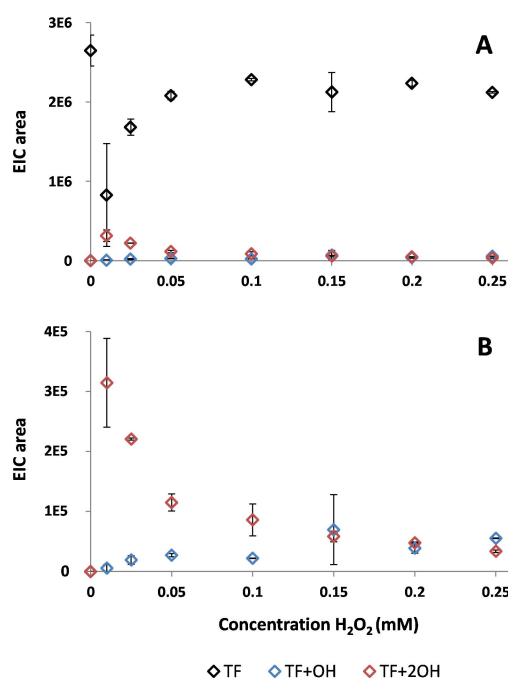 3E6
A
2E6
EIC area
1E6
0
0 0.05 0.1 0.15 0.2 0.25
4E5
B
3E5
EIC area
2E5
1E5
0
0 0.05 0.1 0.15 0.2 0.25
Concentration H₂O₂ (mM)
TF TF+OH TF+2OH